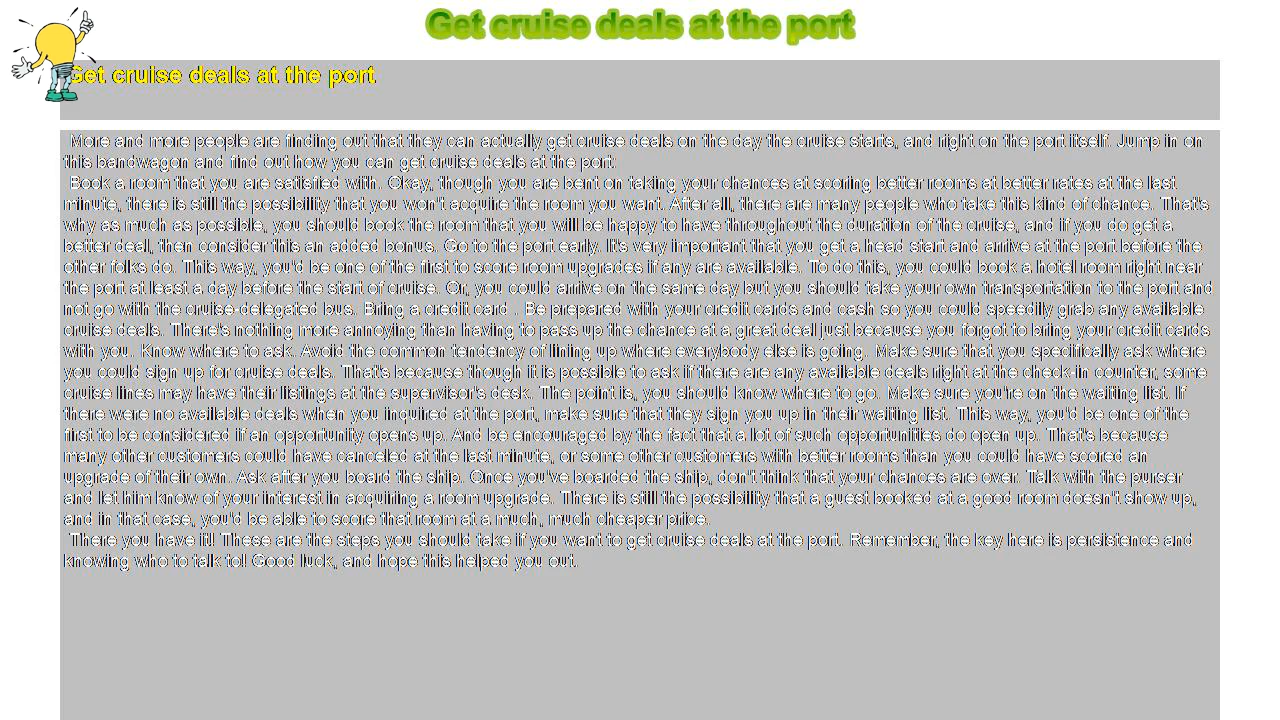 Get cruise deals at the port
Get cruise deals at the port
More and more people are finding out that they can actually get cruise deals on the day the cruise starts, and right on the port itself. Jump in on
this bandwagon and find out how you can get cruise deals at the port:
Book a room that you are satisfied with. Okay, though you are bent on taking your chances at scoring better rooms at better rates at the last
minute, there is still the possibility that you won't acquire the room you want. After all, there are many people who take this kind of chance. That's
why as much as possible, you should book the room that you will be happy to have throughout the duration of the cruise, and if you do get a
better deal, then consider this an added bonus. Go to the port early. It's very important that you get a head start and arrive at the port before the
other folks do. This way, you'd be one of the first to score room upgrades if any are available. To do this, you could book a hotel room right near
the port at least a day before the start of cruise. Or, you could arrive on the same day but you should take your own transportation to the port and
not go with the cruise-delegated bus. Bring a credit card . Be prepared with your credit cards and cash so you could speedily grab any available
cruise deals. There's nothing more annoying than having to pass up the chance at a great deal just because you forgot to bring your credit cards
with you. Know where to ask. Avoid the common tendency of lining up where everybody else is going. Make sure that you specifically ask where
you could sign up for cruise deals. That's because though it is possible to ask if there are any available deals right at the check-in counter, some
cruise lines may have their listings at the supervisor's desk. The point is, you should know where to go. Make sure you're on the waiting list. If
there were no available deals when you inquired at the port, make sure that they sign you up in their waiting list. This way, you'd be one of the
first to be considered if an opportunity opens up. And be encouraged by the fact that a lot of such opportunities do open up. That's because
many other customers could have canceled at the last minute, or some other customers with better rooms than you could have scored an
upgrade of their own. Ask after you board the ship. Once you've boarded the ship, don't think that your chances are over. Talk with the purser
and let him know of your interest in acquiring a room upgrade. There is still the possibility that a guest booked at a good room doesn't show up,
and in that case, you'd be able to score that room at a much, much cheaper price.
There you have it! These are the steps you should take if you want to get cruise deals at the port. Remember, the key here is persistence and
knowing who to talk to! Good luck, and hope this helped you out.